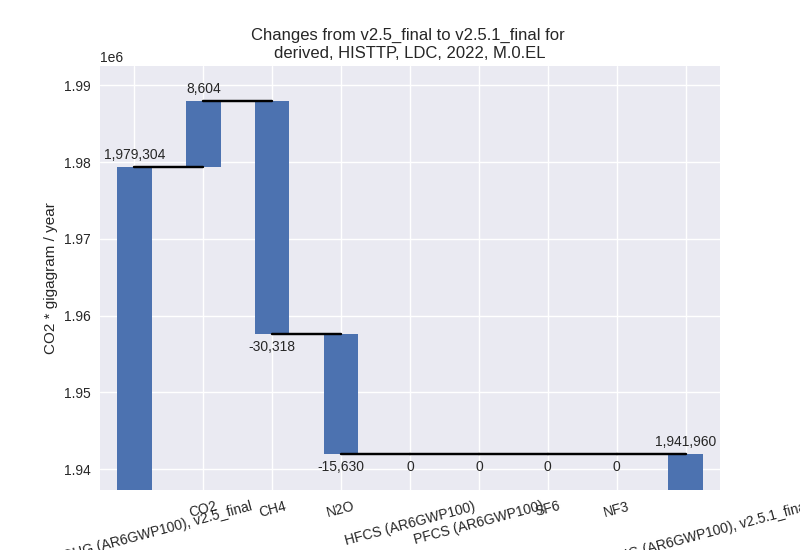 Changes from v2.5_final to v2.5.1_final for
derived, HISTTP, LDC, 2022, M.0.EL
1e6
1.99
1.98
1.97
1.96
1.95
1.94
CO2 * gigagram / year
1,979,304
8,604
-30,318
-15,630
0
0
0
0
1,941,960
(AR6GWP100), v2.5_final
CO2
CH4
N2O
HFCS (AR6GWP100)
PFCS (AR6GWP100)
SF6
NF3
(AR6GWP100), v2.5.1_final